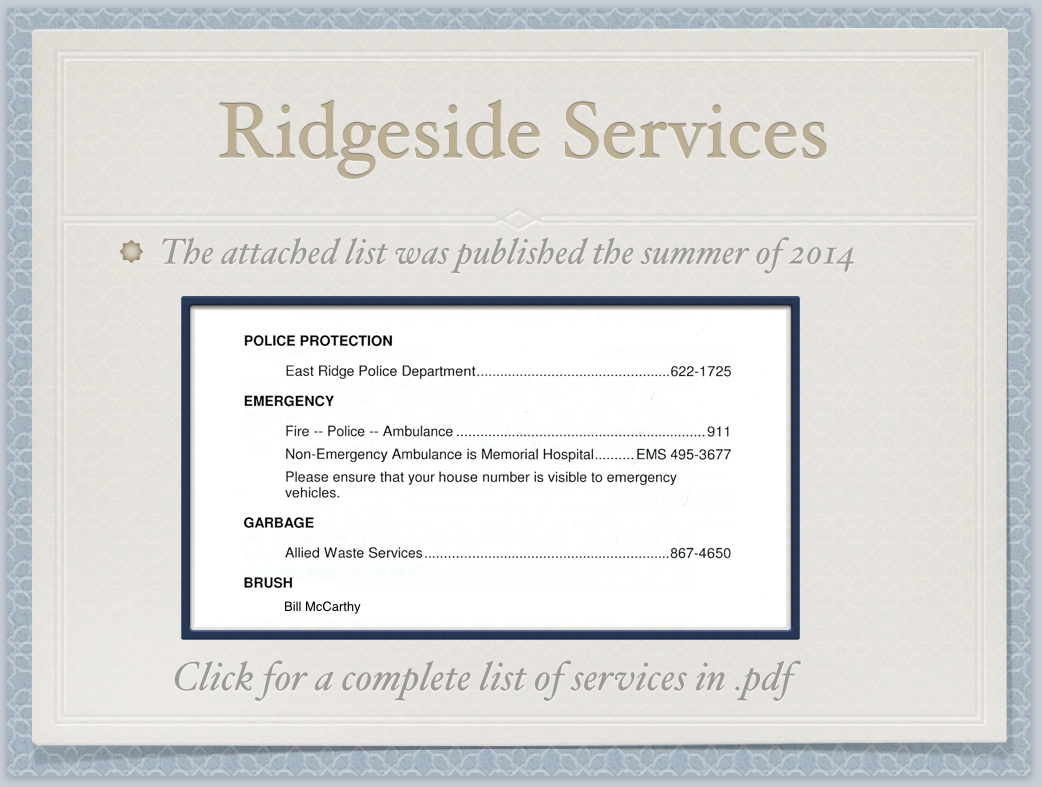 Ridgeside Services
The attached list was published the summer of 2014
POLICE PROTECTION
East Ridge Police Department..................................................622-1725
EMERGENCY
Fire -- Police -- Ambulance ................................................................911
Non-Emergency Ambulance is Memorial Hospital..........EMS 495-3677
Please ensure that your house number is visible to emergency
vehicles.
GARBAGE
Allied Waste Services...............................................................867-4650
BRUSH
Bill McCarthy
Click for a complete list of services in .pdf